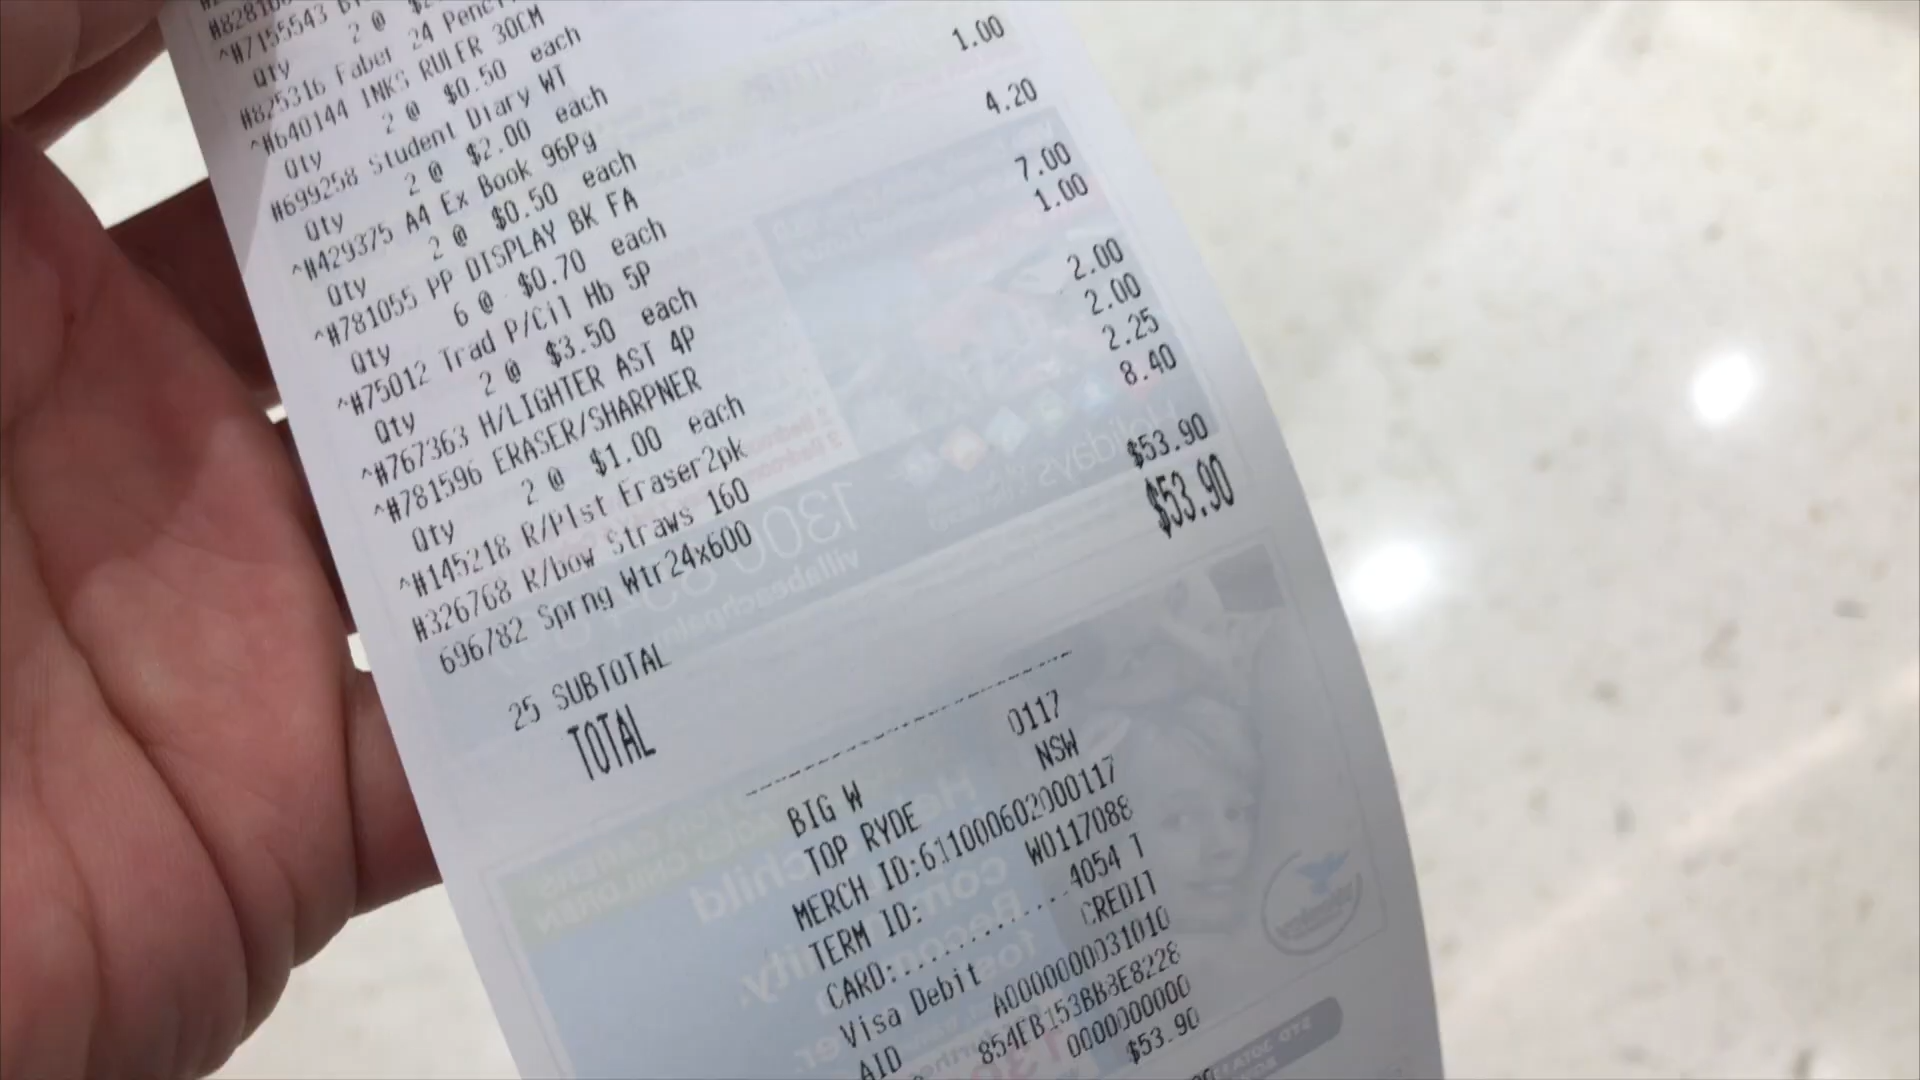 ^#7155543
Qty 2 @
#825316 Faber 24
^#640144 INKS RULER 30CM
Qty 2 @ $0.50 each 1.00
#699258 Student Diary WT
Qty 2 @ $2.00 each
^#429375 A4 Ex Book 96Pg
Qty 2 @ $0.50 each 1.00
^#781055 PP DISPLAY BK FA
Qty 6 @ $0.70 each 4.20
^#75012 Trad P/Cil Hb 5P
Qty 2 @ $3.50 each 7.00
^#767363 H/LIGHTER AST 4P 1.00
^#781596 ERASER/SHARPNER
Qty 2 @ $1.00 each 2.00
^#145218 R/Plst Eraser2pk 2.00
#326768 R/bow Straws 160 2.25
696782 Sprng Wtr24x600 8.40
25 SUBTOTAL $53.90
TOTAL $53.90
BIG W 0117
TOP RYDE NSW
MERCH ID:611000602000117
TERM ID: W0117088
CARD:..............4054 T
Visa Debit CREDIT
AID A0000000031010
854EB153BB3E8228
0000000000
$53.90